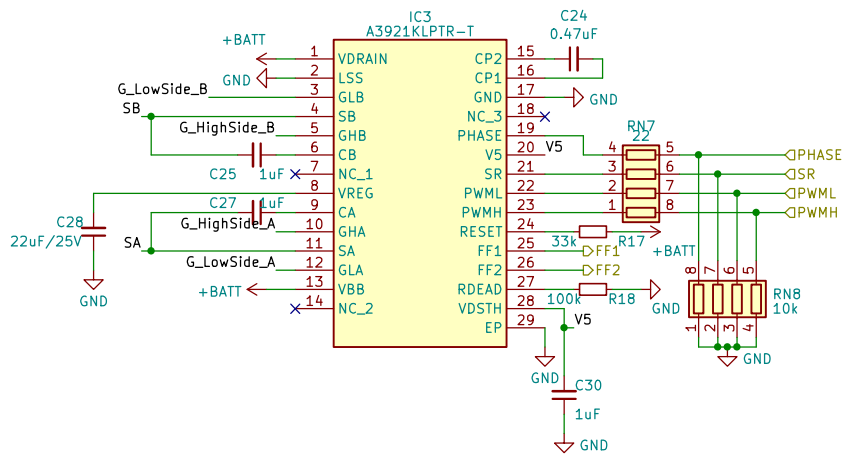 IC3
A3921KLPTR-T
C24
0.47uF
+BATT
1 VDRAIN
CP2 15
GND
2 LSS
CP1 16
G_LowSide_B
3 GLB
GND 17
GND
SB
4 SB
NC_3 18
G_HighSide_B
5 GHB
PHASE 19
RN7
22
C25
1uF
6 CB
V5 20
V5
4 5
PHASE
7 NC_1
SR 21
3 6
SR
8 VREG
PWML 22
2 7
PWML
C27
1uF
9 CA
PWMH 23
1 8
PWMH
C28
22uF/25V
G_HighSide_A
10 GHA
RESET 24
33k
R17
+BATT
SA
11 SA
FF1 25
FF1
G_LowSide_A
12 GLA
FF2 26
FF2
8 7 6 5
+BATT
13 VBB
RDEAD 27
100k
R18
GND
GND
14 NC_2
VDSTH 28
V5
EP 29
RN8
10k
1 2 3 4
GND
GND
C30
1uF
GND